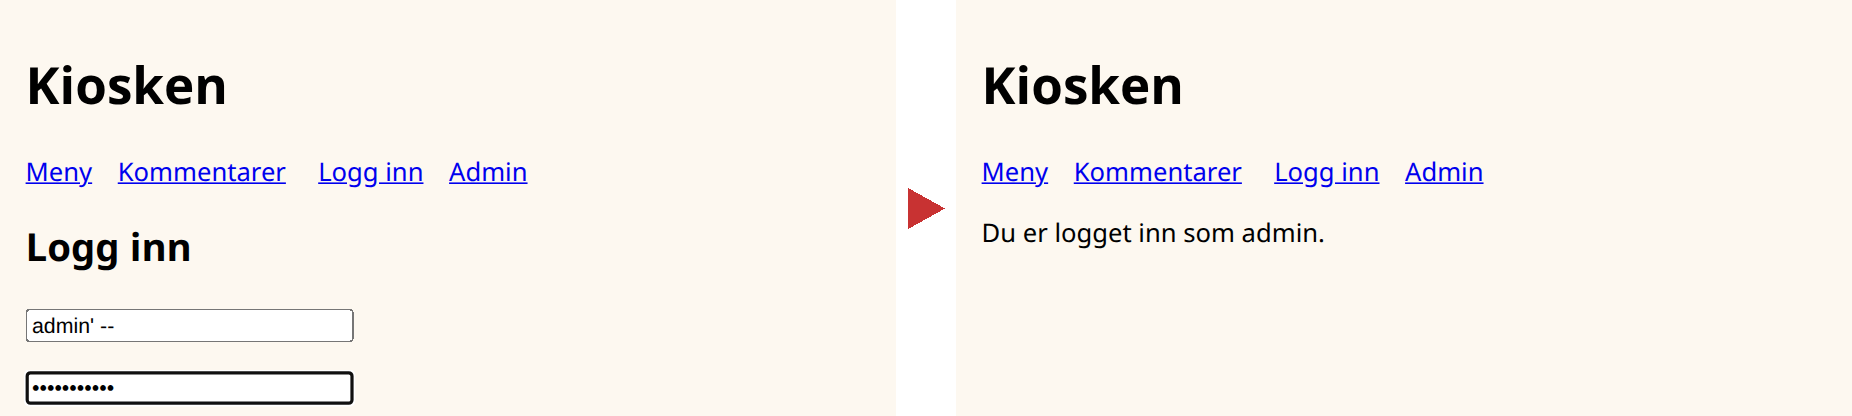 Kiosken
Meny Kommentarer Logg inn Admin
Logg inn
admin' --
•••••••••••
Kiosken
Meny Kommentarer Logg inn Admin
Du er logget inn som admin.